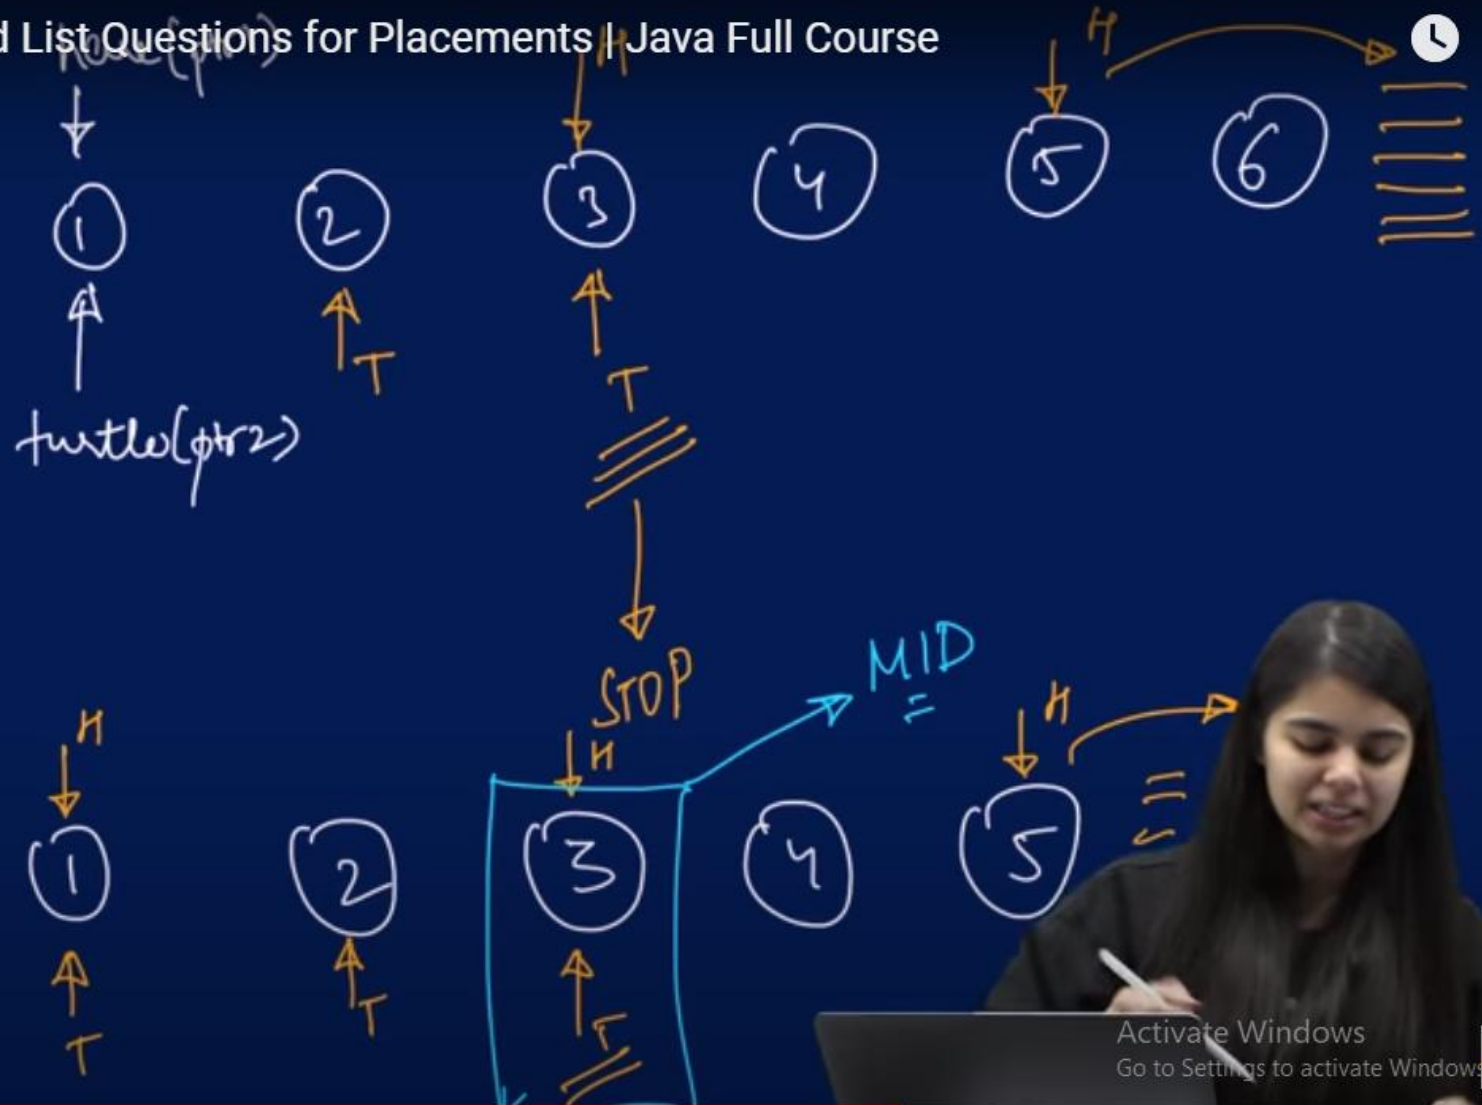 d List Questions for Placements | Java Full Course
H
H
1 2 3 4 5 6
T
T
turtle(ptr2)
STOP
MID
H
H
H
1 2 3 4 5
T
T
T
Activate Windows
Go to Settings to activate Windows